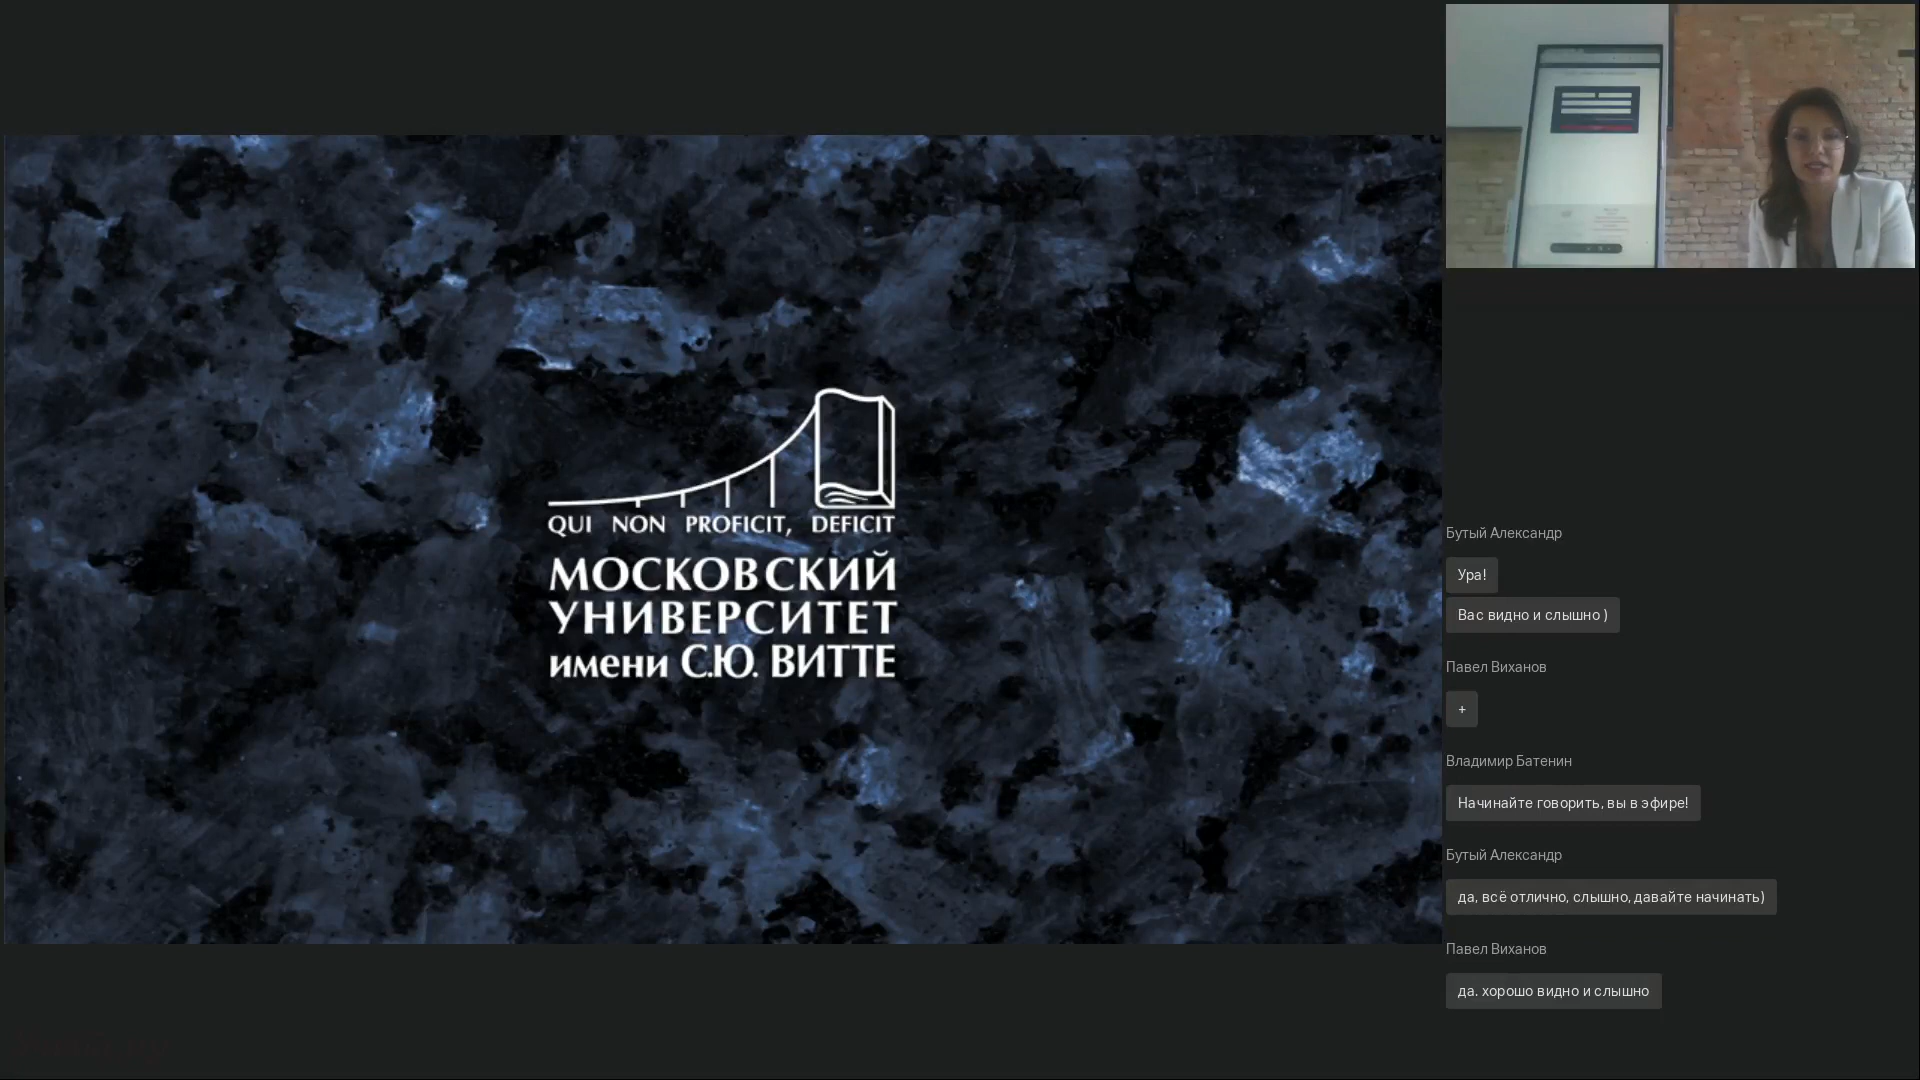 QUI NON PROFICIT, DEFICIT
МОСКОВСКИЙ
УНИВЕРСИТЕТ
имени С.Ю. ВИТТЕ
Бутый Александр
Ура!
Вас видно и слышно )
Павел Виханов
+
Владимир Батенин
Начинайте говорить, вы в эфире!
Бутый Александр
да, всё отлично, слышно, давайте начинать)
Павел Виханов
да. хорошо видно и слышно